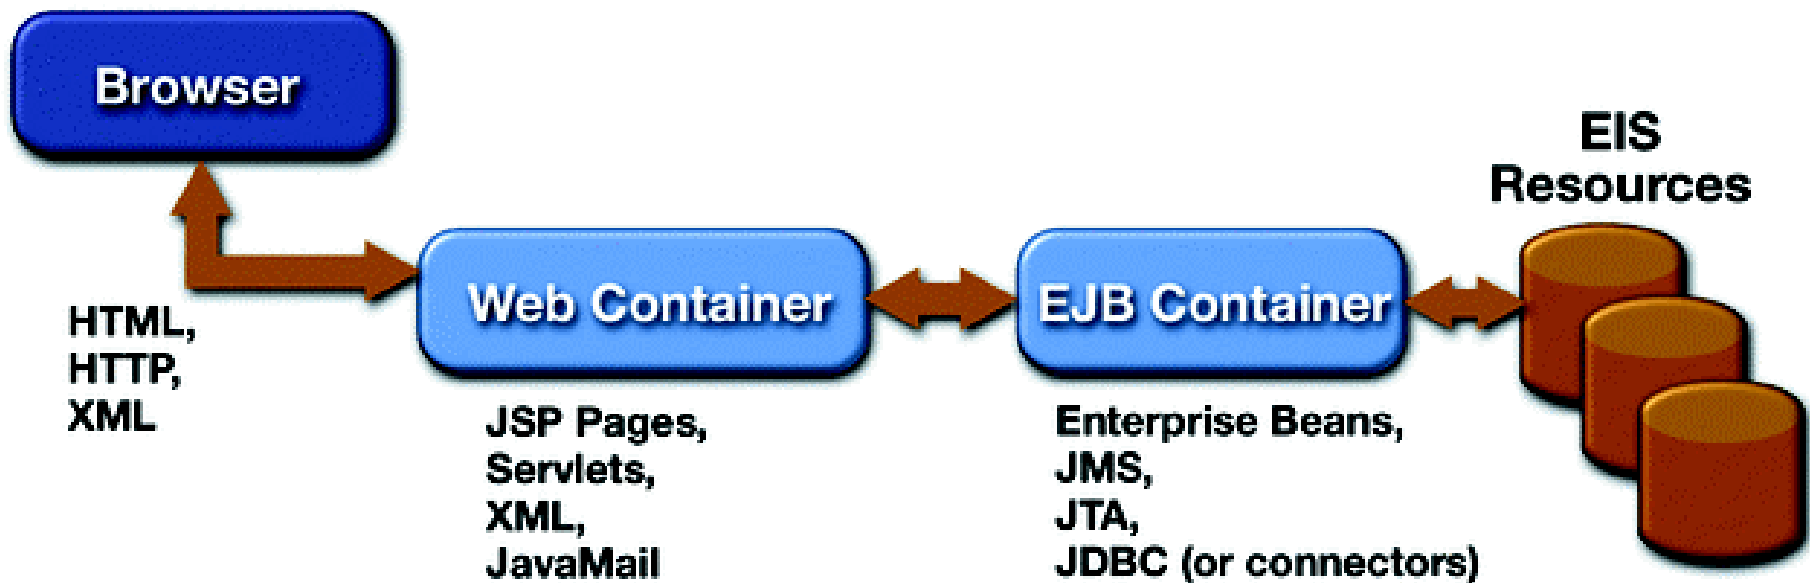 Browser
EIS
Resources
Web Container
EJB Container
HTML,
HTTP,
XML
JSP Pages,
Servlets,
XML,
JavaMail
Enterprise Beans,
JMS,
JTA,
JDBC (or connectors)